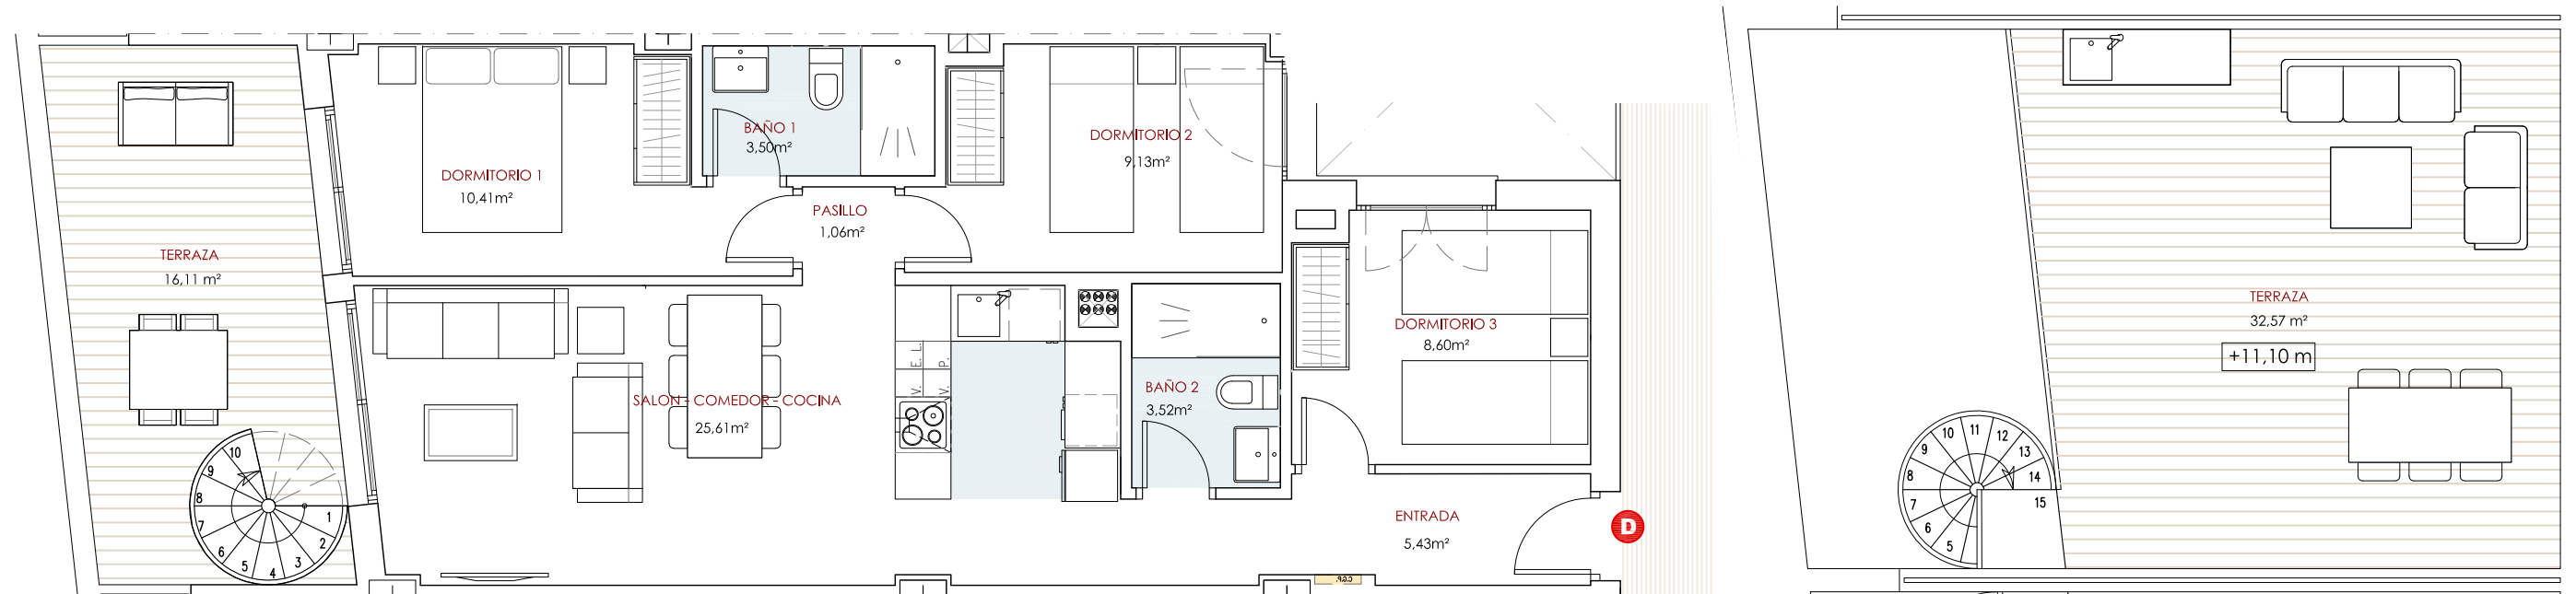 BAÑO 1
3,50m²
DORMITORIO 2
9,13m²
DORMITORIO 1
10,41m²
PASILLO
1,06m²
TERRAZA
16,11 m²
TERRAZA
32,57 m²
+11,10 m
DORMITORIO 3
8,60m²
V. E. L.
V. P.
BAÑO 2
3,52m²
SALON - COMEDOR - COCINA
25,61m²
ENTRADA
5,43m²
D
C.G.P.
1
2
3
4
5
6
7
8
9
10
5
6
7
8
9
10
11
12
13
14
15